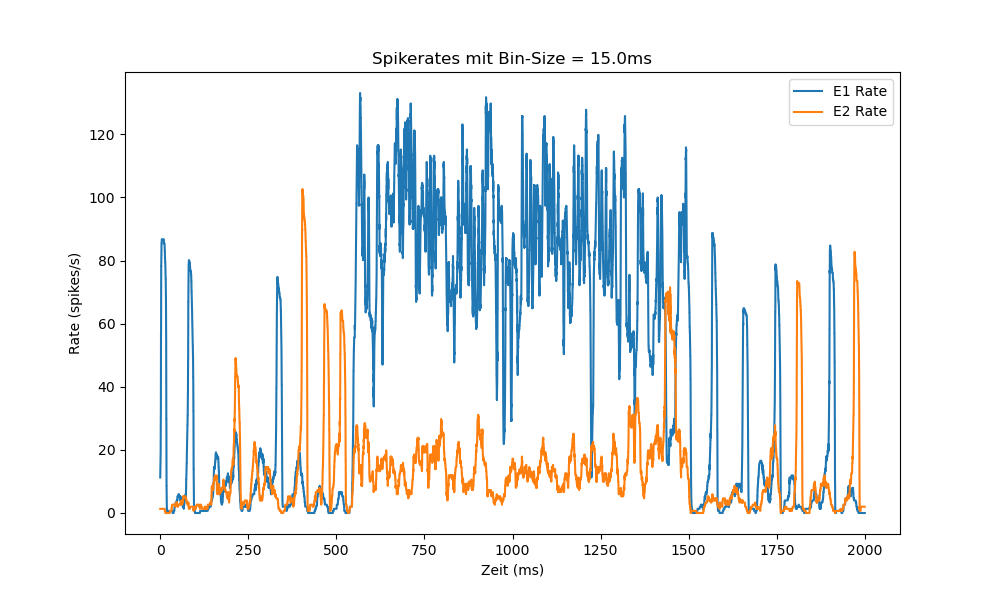 Spikerates mit Bin-Size = 15.0ms
E1 Rate
E2 Rate
Rate (spikes/s)
120
100
80
60
40
20
0
0 250 500 750 1000 1250 1500 1750 2000
Zeit (ms)